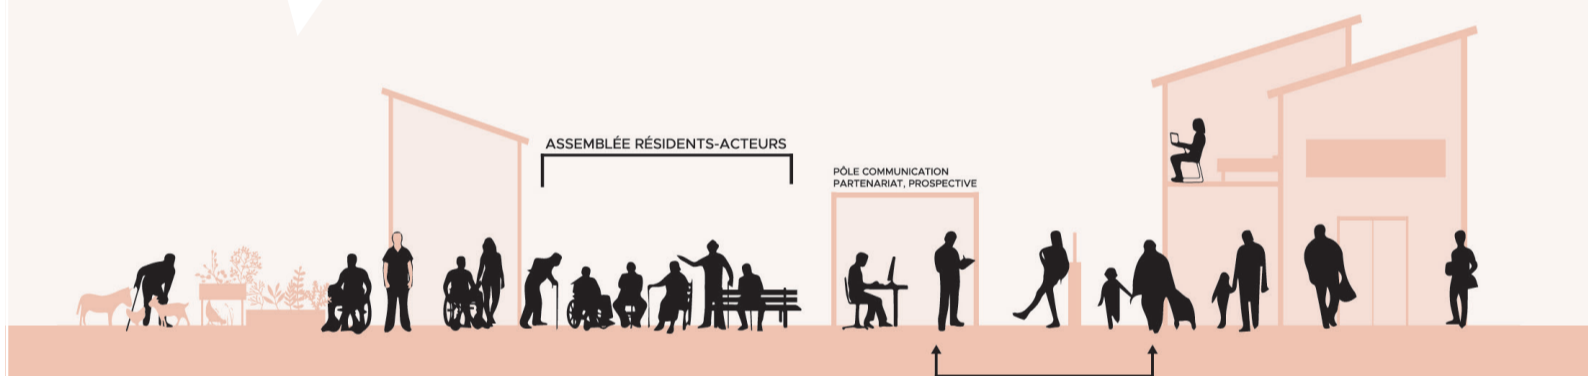 ASSEMBLÉE RÉSIDENTS-ACTEURS
PÔLE COMMUNICATION
PARTENARIAT, PROSPECTIVE